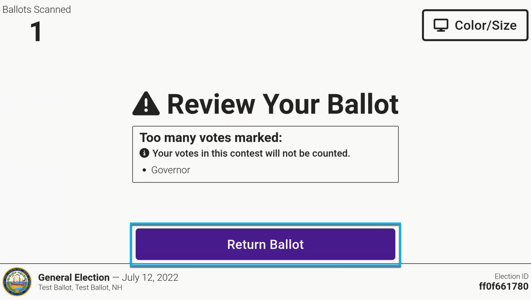 Ballots Scanned
1
Color/Size
Review Your Ballot
Too many votes marked:
Your votes in this contest will not be counted.
• Governor
Return Ballot
General Election — July 12, 2022
Test Ballot, Test Ballot, NH
Election ID
ff0f661780